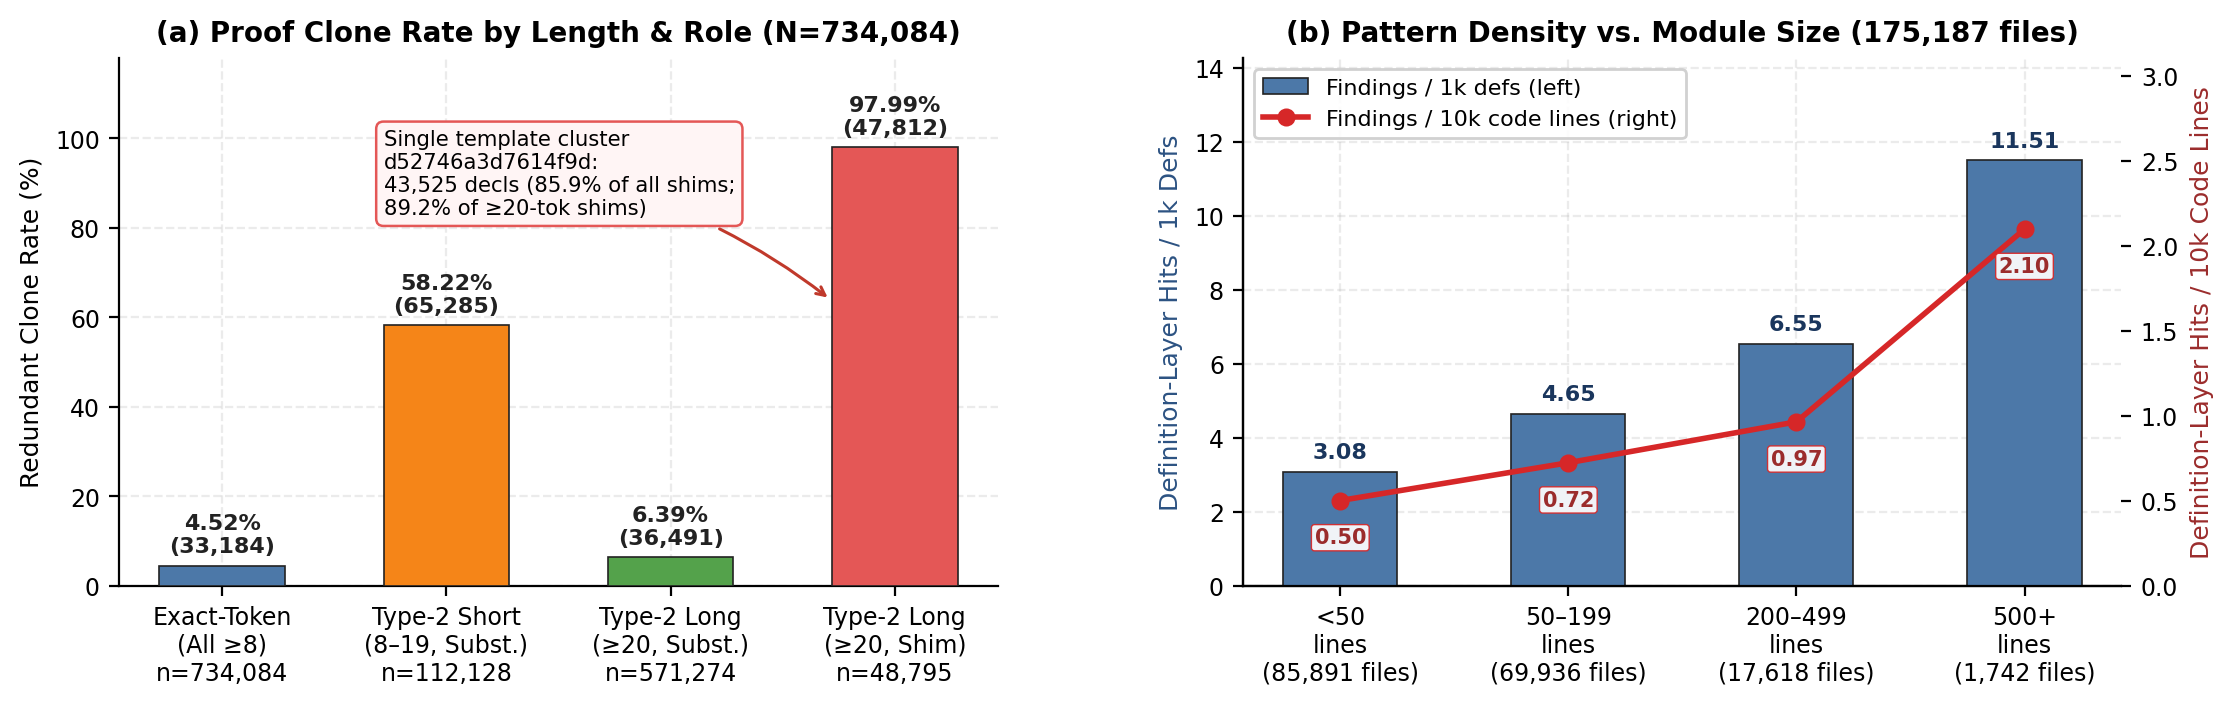 (a) Proof Clone Rate by Length & Role (N=734,084)
Redundant Clone Rate (%)
100
80
60
40
20
0
Single template cluster
d52746a3d7614f9d:
43,525 decls (85.9% of all shims;
89.2% of ≥20-tok shims)
4.52%
(33,184)
58.22%
(65,285)
6.39%
(36,491)
97.99%
(47,812)
Exact-Token
(All ≥8)
n=734,084
Type-2 Short
(8–19, Subst.)
n=112,128
Type-2 Long
(≥20, Subst.)
n=571,274
Type-2 Long
(≥20, Shim)
n=48,795
(b) Pattern Density vs. Module Size (175,187 files)
Definition-Layer Hits / 1k Defs
14
12
10
8
6
4
2
0
Findings / 1k defs (left)
Findings / 10k code lines (right)
3.08
4.65
6.55
11.51
0.50
0.72
0.97
2.10
<50
lines
(85,891 files)
50–199
lines
(69,936 files)
200–499
lines
(17,618 files)
500+
lines
(1,742 files)
3.0
2.5
2.0
1.5
1.0
0.5
0.0
Definition-Layer Hits / 10k Code Lines